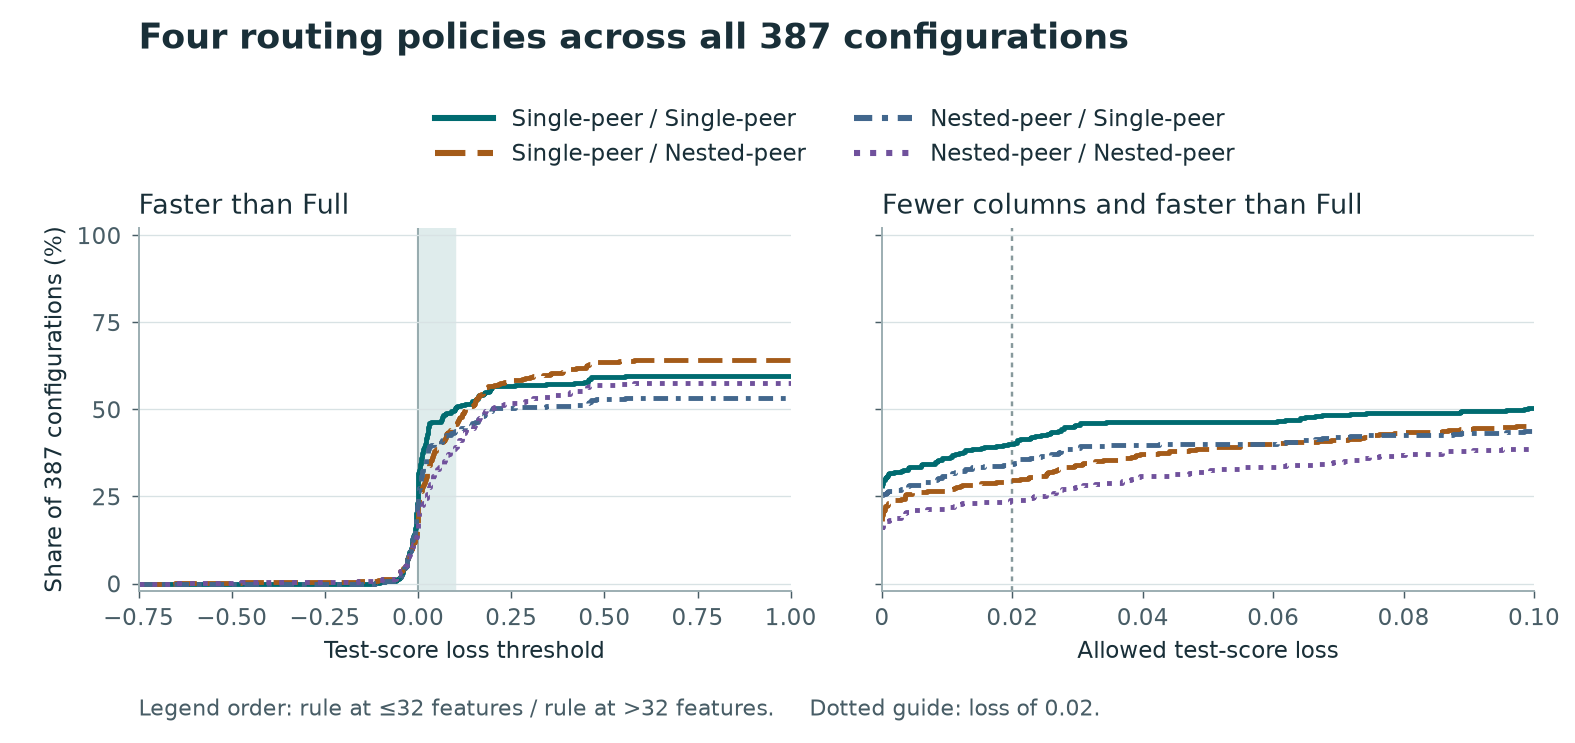 Four routing policies across all 387 configurations
Single-peer / Single-peer
Single-peer / Nested-peer
Nested-peer / Single-peer
Nested-peer / Nested-peer
Faster than Full
Share of 387 configurations (%)
100
75
50
25
0
−0.75 −0.50 −0.25 0.00 0.25 0.50 0.75 1.00
Test-score loss threshold
Fewer columns and faster than Full
0 0.02 0.04 0.06 0.08 0.10
Allowed test-score loss
Legend order: rule at ≤32 features / rule at >32 features. Dotted guide: loss of 0.02.